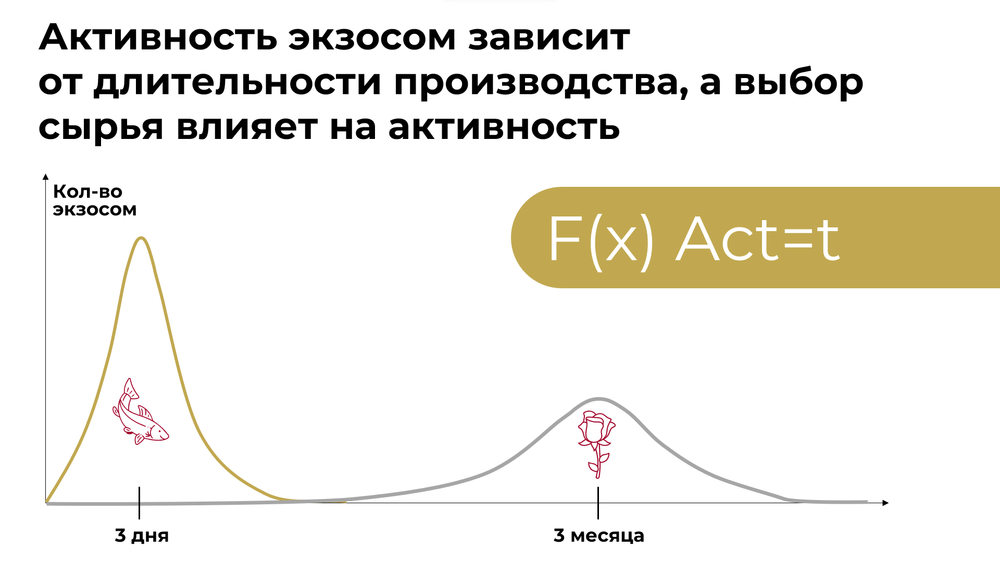 Активность экзосом зависит
от длительности производства, а выбор
сырья влияет на активность
Кол-во
экзосом
F(x) Act=t
3 дня
3 месяца